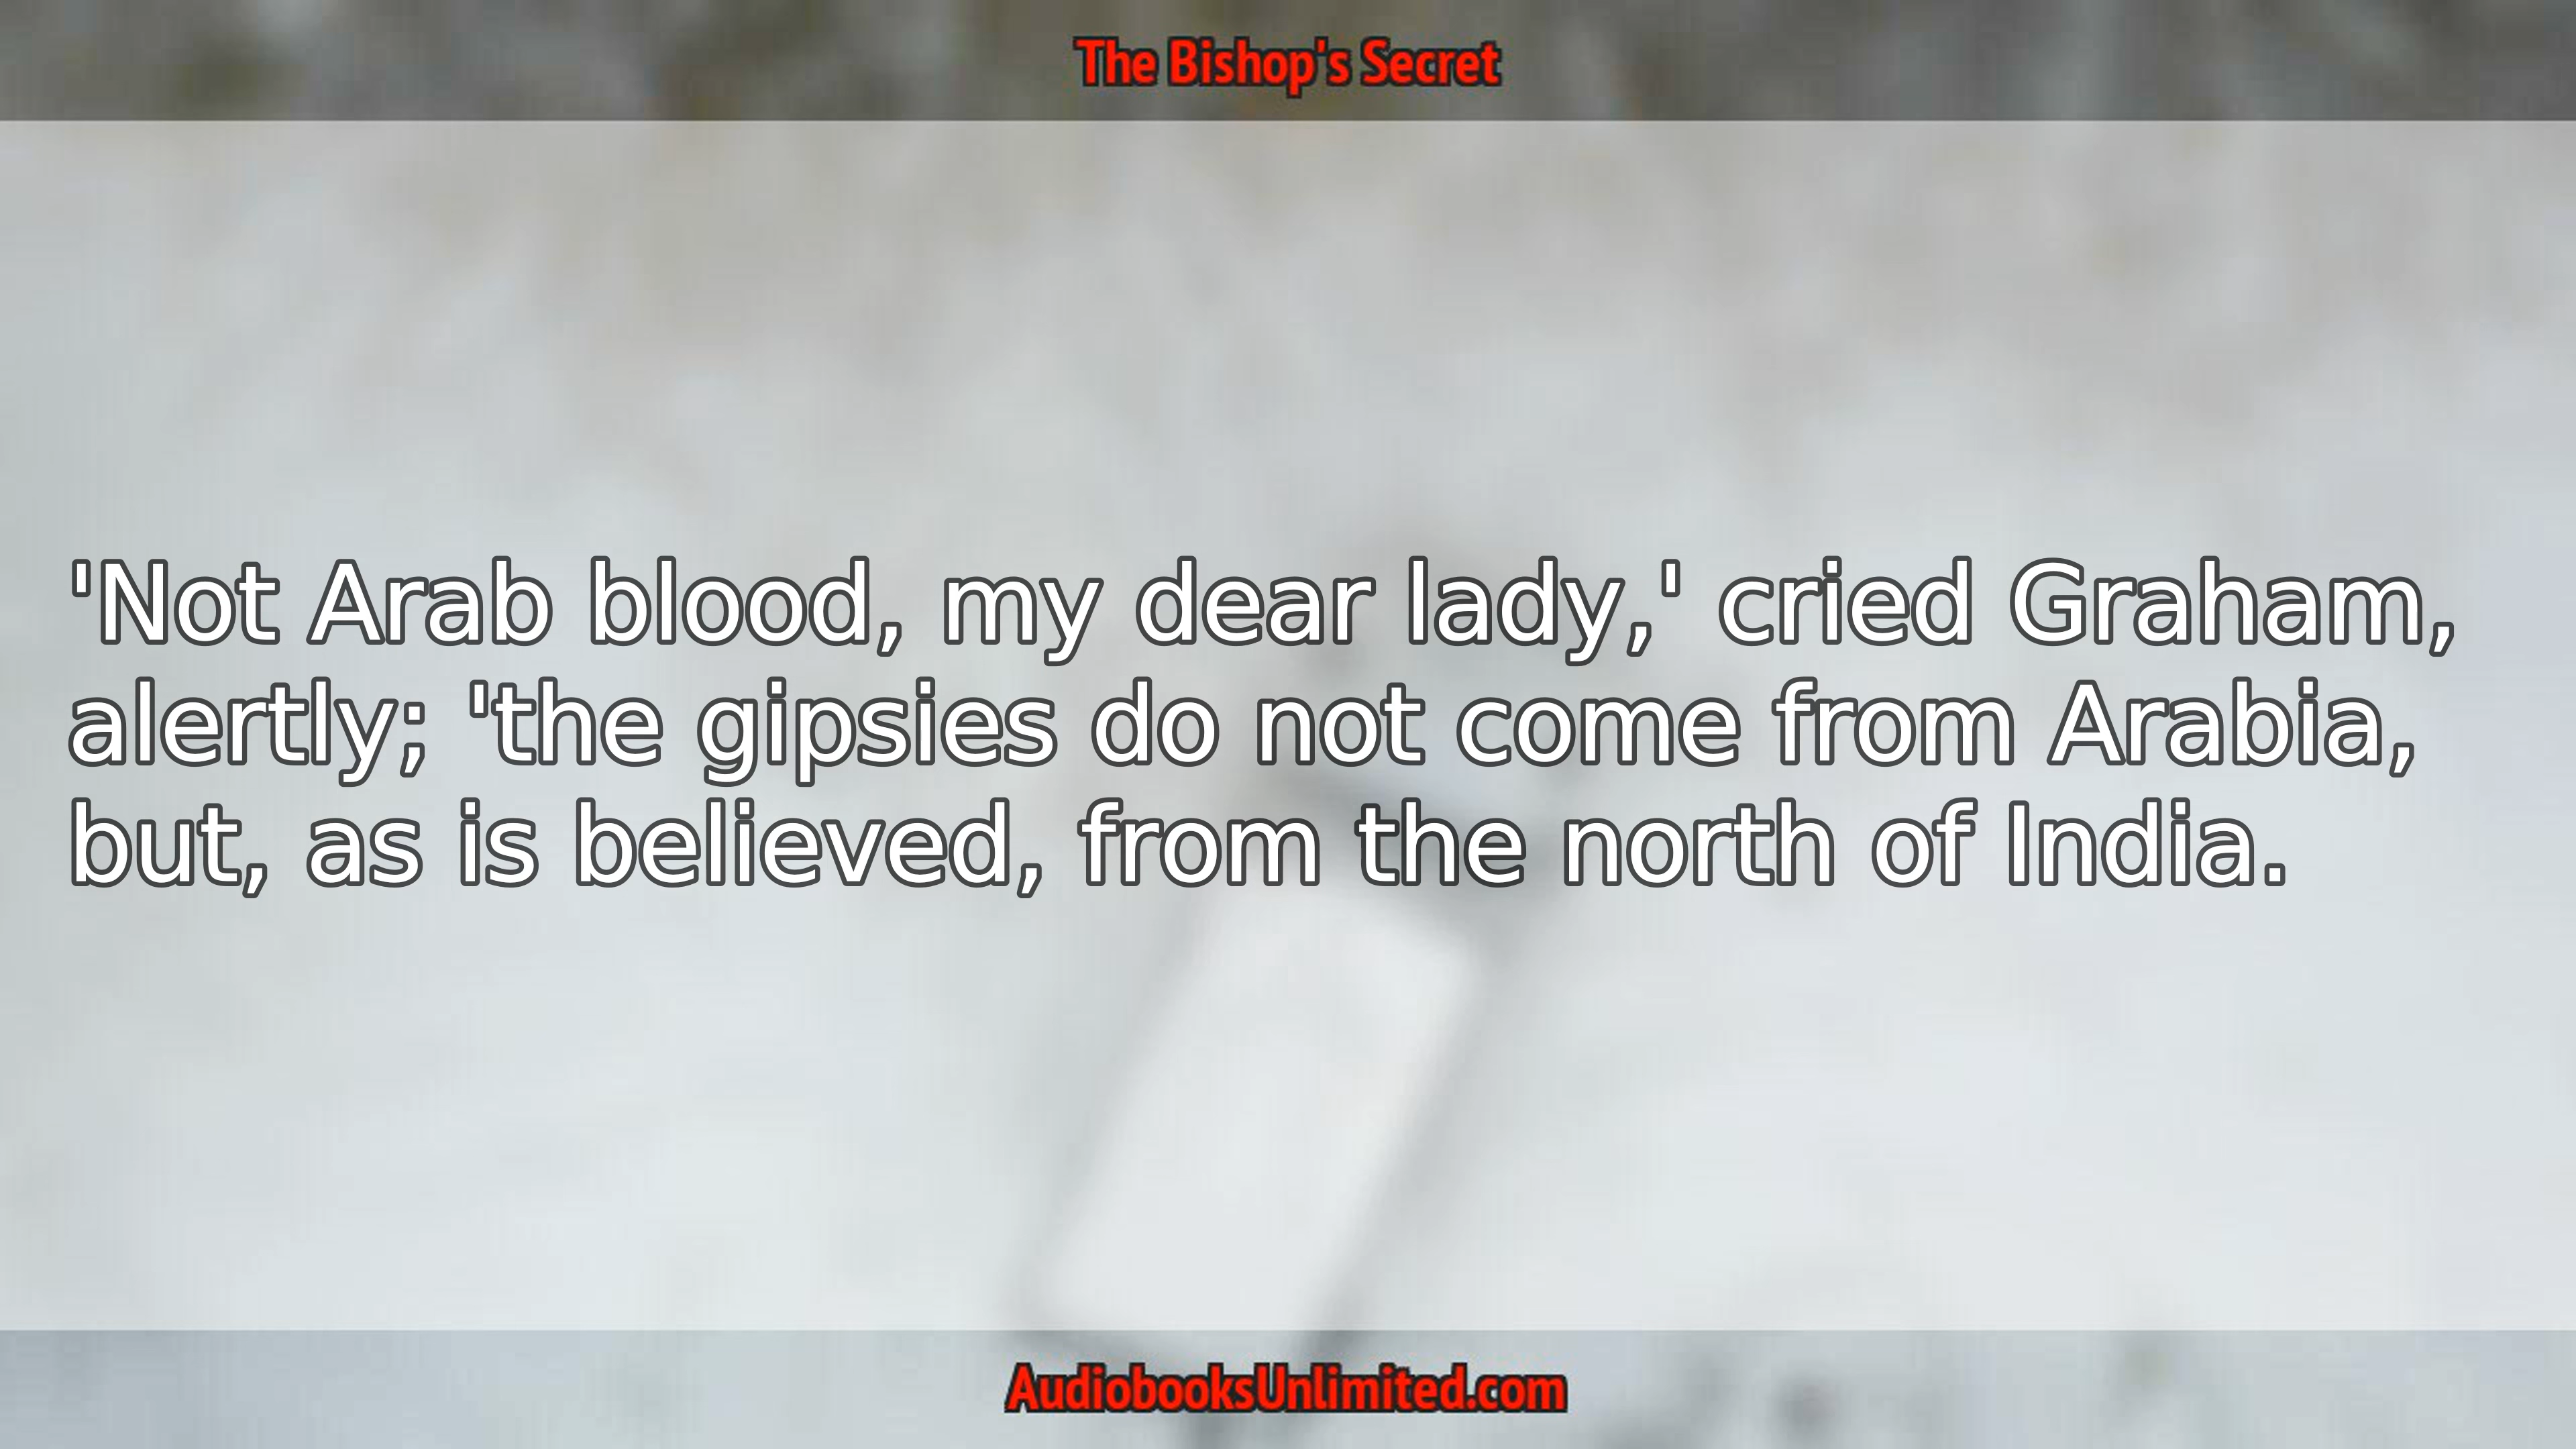 The Bishop's Secret
'Not Arab blood, my dear lady,' cried Graham,
alertly; 'the gipsies do not come from Arabia,
but, as is believed, from the north of India.
AudiobooksUnlimited.com